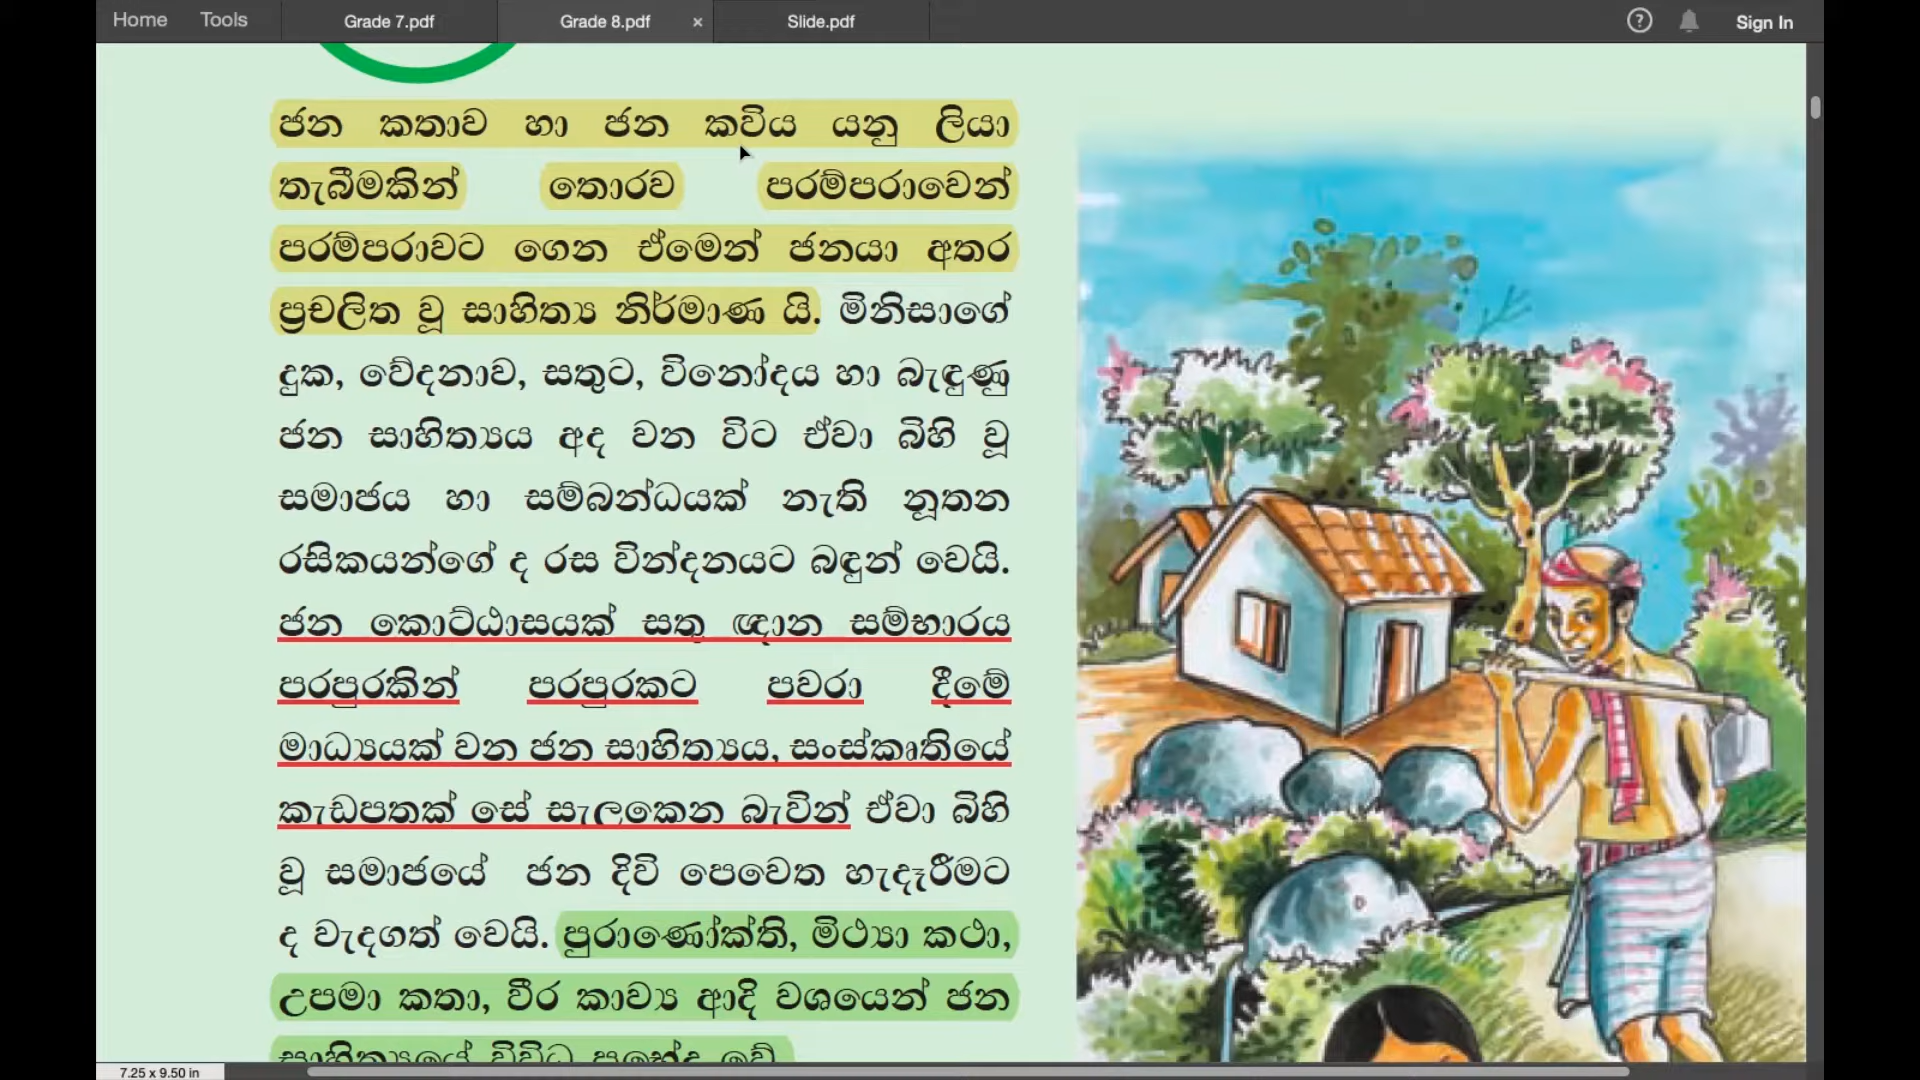 Home Tools Grade 7.pdf Grade 8.pdf × Slide.pdf ? Sign In
ජන කතාව හා ජන කවිය යනු ලියා
තැබීමකින් තොරව පරම්පරාවෙන්
පරම්පරාවට ගෙන ඒමෙන් ජනයා අතර
ප්‍රචලිත වූ සාහිත්‍ය නිර්මාණ යි. මිනිසාගේ
දුක, වේදනාව, සතුට, විනෝදය හා බැඳුණු
ජන සාහිත්‍යය අද වන විට ඒවා බිහි වූ
සමාජය හා සම්බන්ධයක් නැති නූතන
රසිකයන්ගේ ද රස වින්දනයට බඳුන් වෙයි.
ජන කොට්ඨාසයක් සතු ඥාන සම්භාරය
පරපුරකින් පරපුරකට පවරා දීමේ
මාධ්‍යයක් වන ජන සාහිත්‍යය, සංස්කෘතියේ
කැඩපතක් සේ සැලකෙන බැවින් ඒවා බිහි
වූ සමාජයේ ජන දිවි පෙවෙත හැදෑරීමට
ද වැදගත් වෙයි. පුරාණෝක්ති, මිථ්‍යා කථා,
උපමා කතා, වීර කාව්‍ය ආදි වශයෙන් ජන
සාහිත්‍යයේ විවිධ ප්‍රභේද වේ.
7.25 x 9.50 in